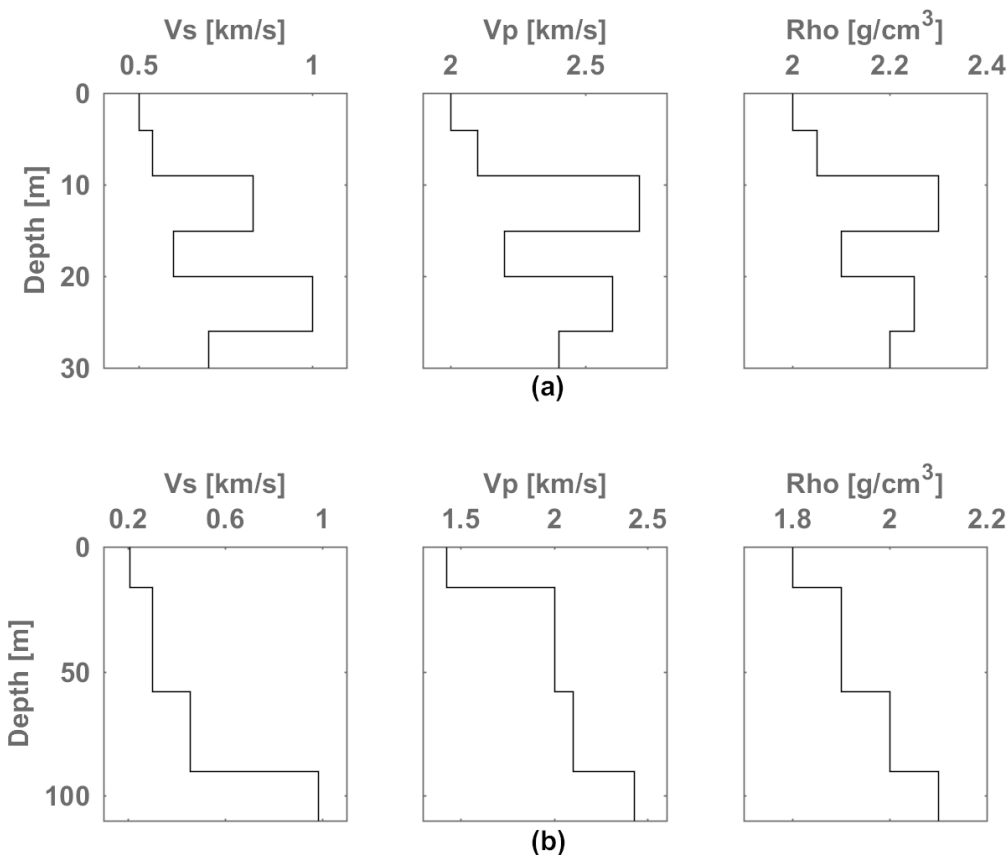 Vs [km/s] Vp [km/s] Rho [g/cm³]
0.5 1 2 2.5 2 2.2 2.4
0
10
20
30
Depth [m]
(a)
Vs [km/s] Vp [km/s] Rho [g/cm³]
0.2 0.6 1 1.5 2 2.5 1.8 2 2.2
0
50
100
Depth [m]
(b)